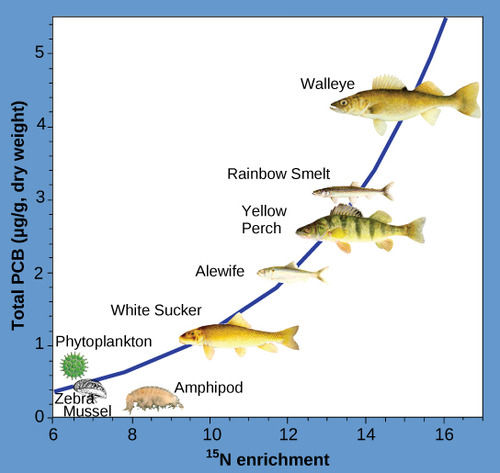 Total PCB (µg/g, dry weight)
5
4
3
2
1
0
Walleye
Rainbow Smelt
Yellow
Perch
Alewife
White Sucker
Phytoplankton
Zebra
Mussel
Amphipod
6 8 10 12 14 16
¹⁵N enrichment